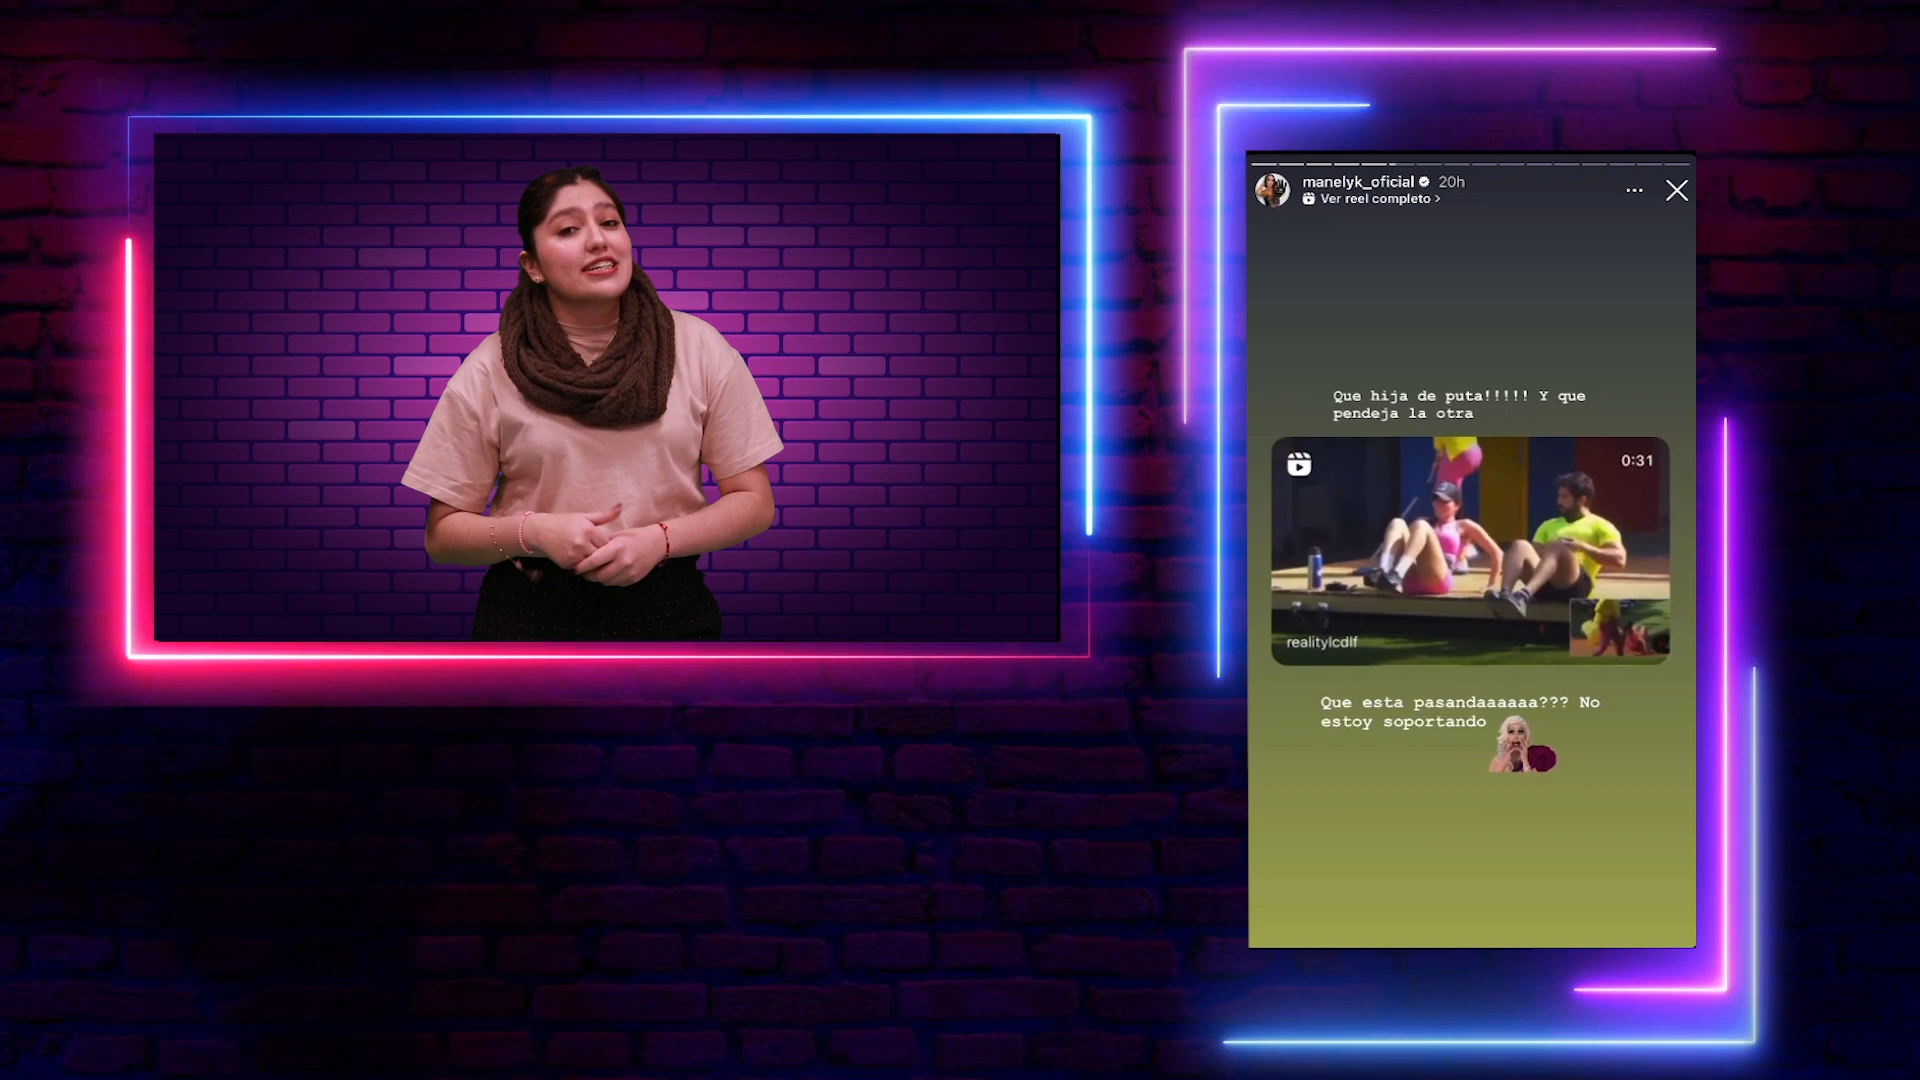 manelyk_oficial 20h
Ver reel completo >
Que hija de puta!!!!! Y que
pendeja la otra
0:31
realitylcdlf
Que esta pasandaaaaaa??? No
estoy soportando